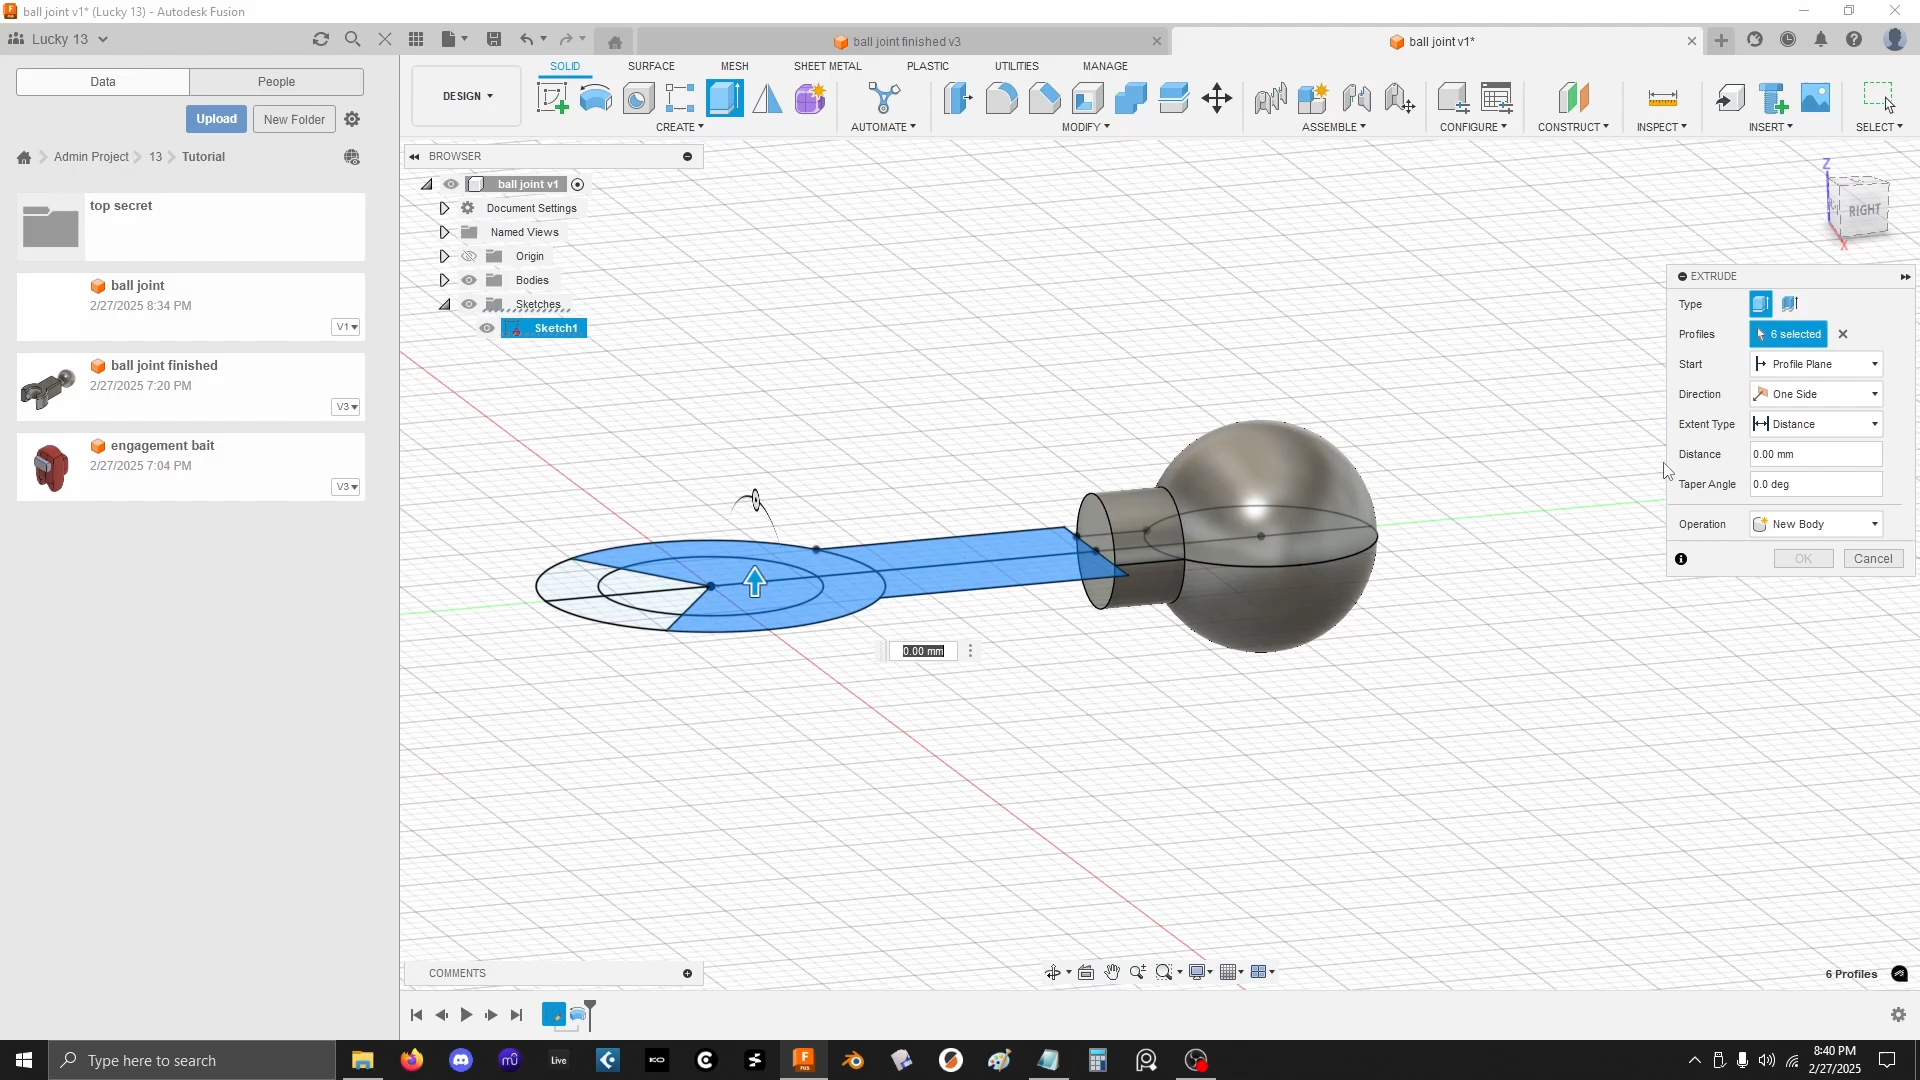 ball joint v1* (Lucky 13) - Autodesk Fusion
Lucky 13
ball joint finished v3
ball joint v1*
Data
People
Upload
New Folder
Admin Project
13
Tutorial
top secret
ball joint
2/27/2025 8:34 PM
V1
ball joint finished
2/27/2025 7:20 PM
V3
engagement bait
2/27/2025 7:04 PM
V3
DESIGN
SOLID
SURFACE
MESH
SHEET METAL
PLASTIC
UTILITIES
MANAGE
CREATE
AUTOMATE
MODIFY
ASSEMBLE
CONFIGURE
CONSTRUCT
INSPECT
INSERT
SELECT
BROWSER
ball joint v1
Document Settings
Named Views
Origin
Bodies
Sketches
Sketch1
Z
RIGHT
X
EXTRUDE
Type
Profiles
6 selected
Start
Profile Plane
Direction
One Side
Extent Type
Distance
Distance
0.00 mm
Taper Angle
0.0 deg
Operation
New Body
OK
Cancel
0.00 mm
COMMENTS
6 Profiles
Type here to search
Live
8:40 PM
2/27/2025